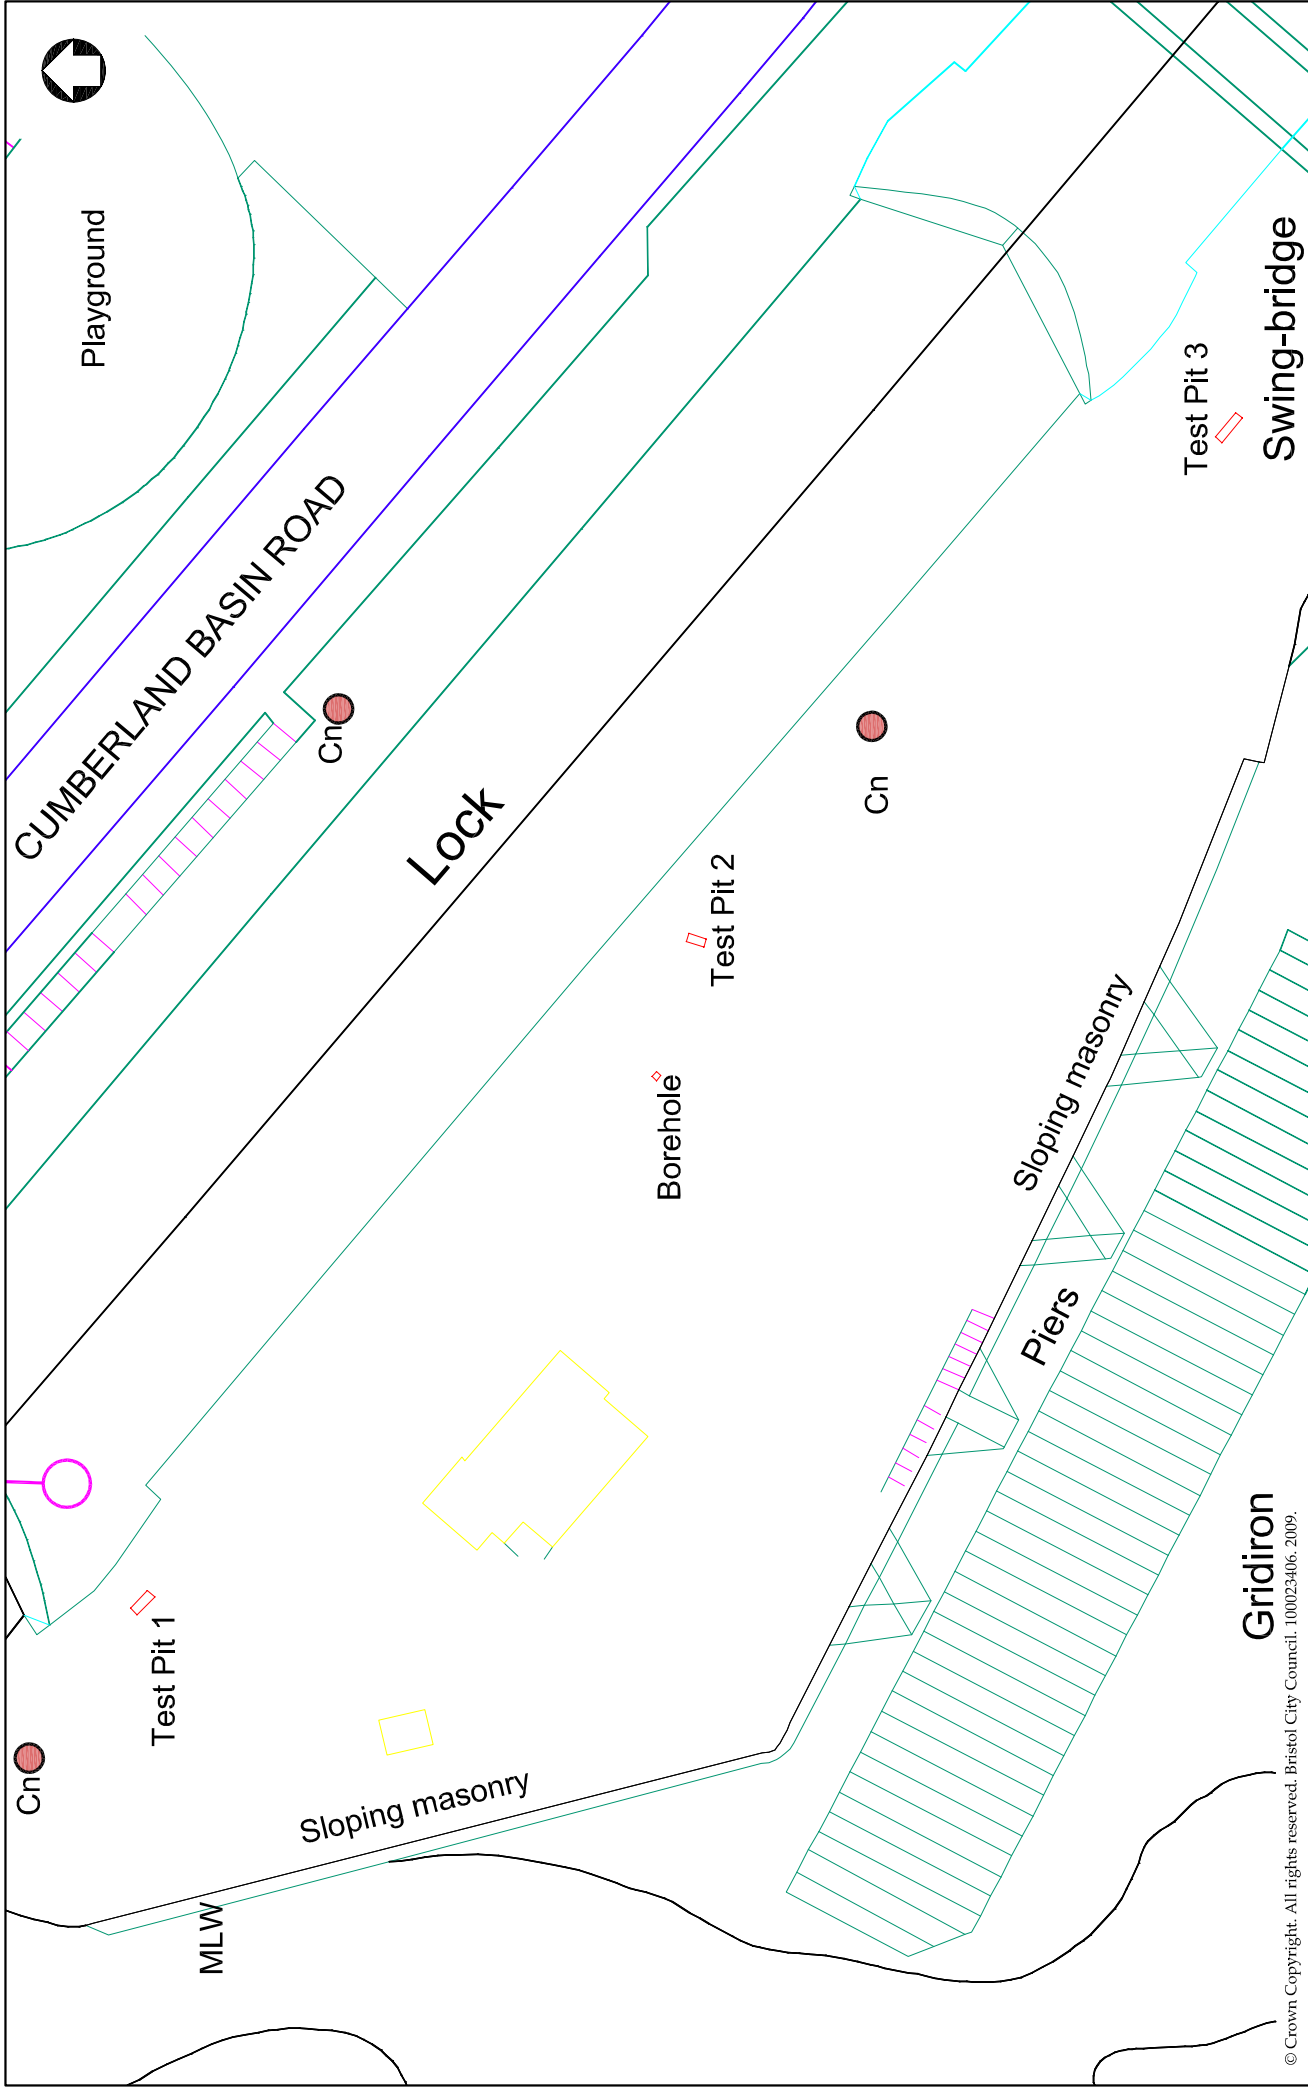 Playground
CUMBERLAND BASIN ROAD
Cn
Lock
Swing-bridge
Test Pit 3
Cn
Test Pit 2
Borehole
Sloping masonry
Piers
Test Pit 1
Cn
Sloping masonry
MLW
Gridiron
© Crown Copyright. All rights reserved. Bristol City Council. 100023406. 2009.